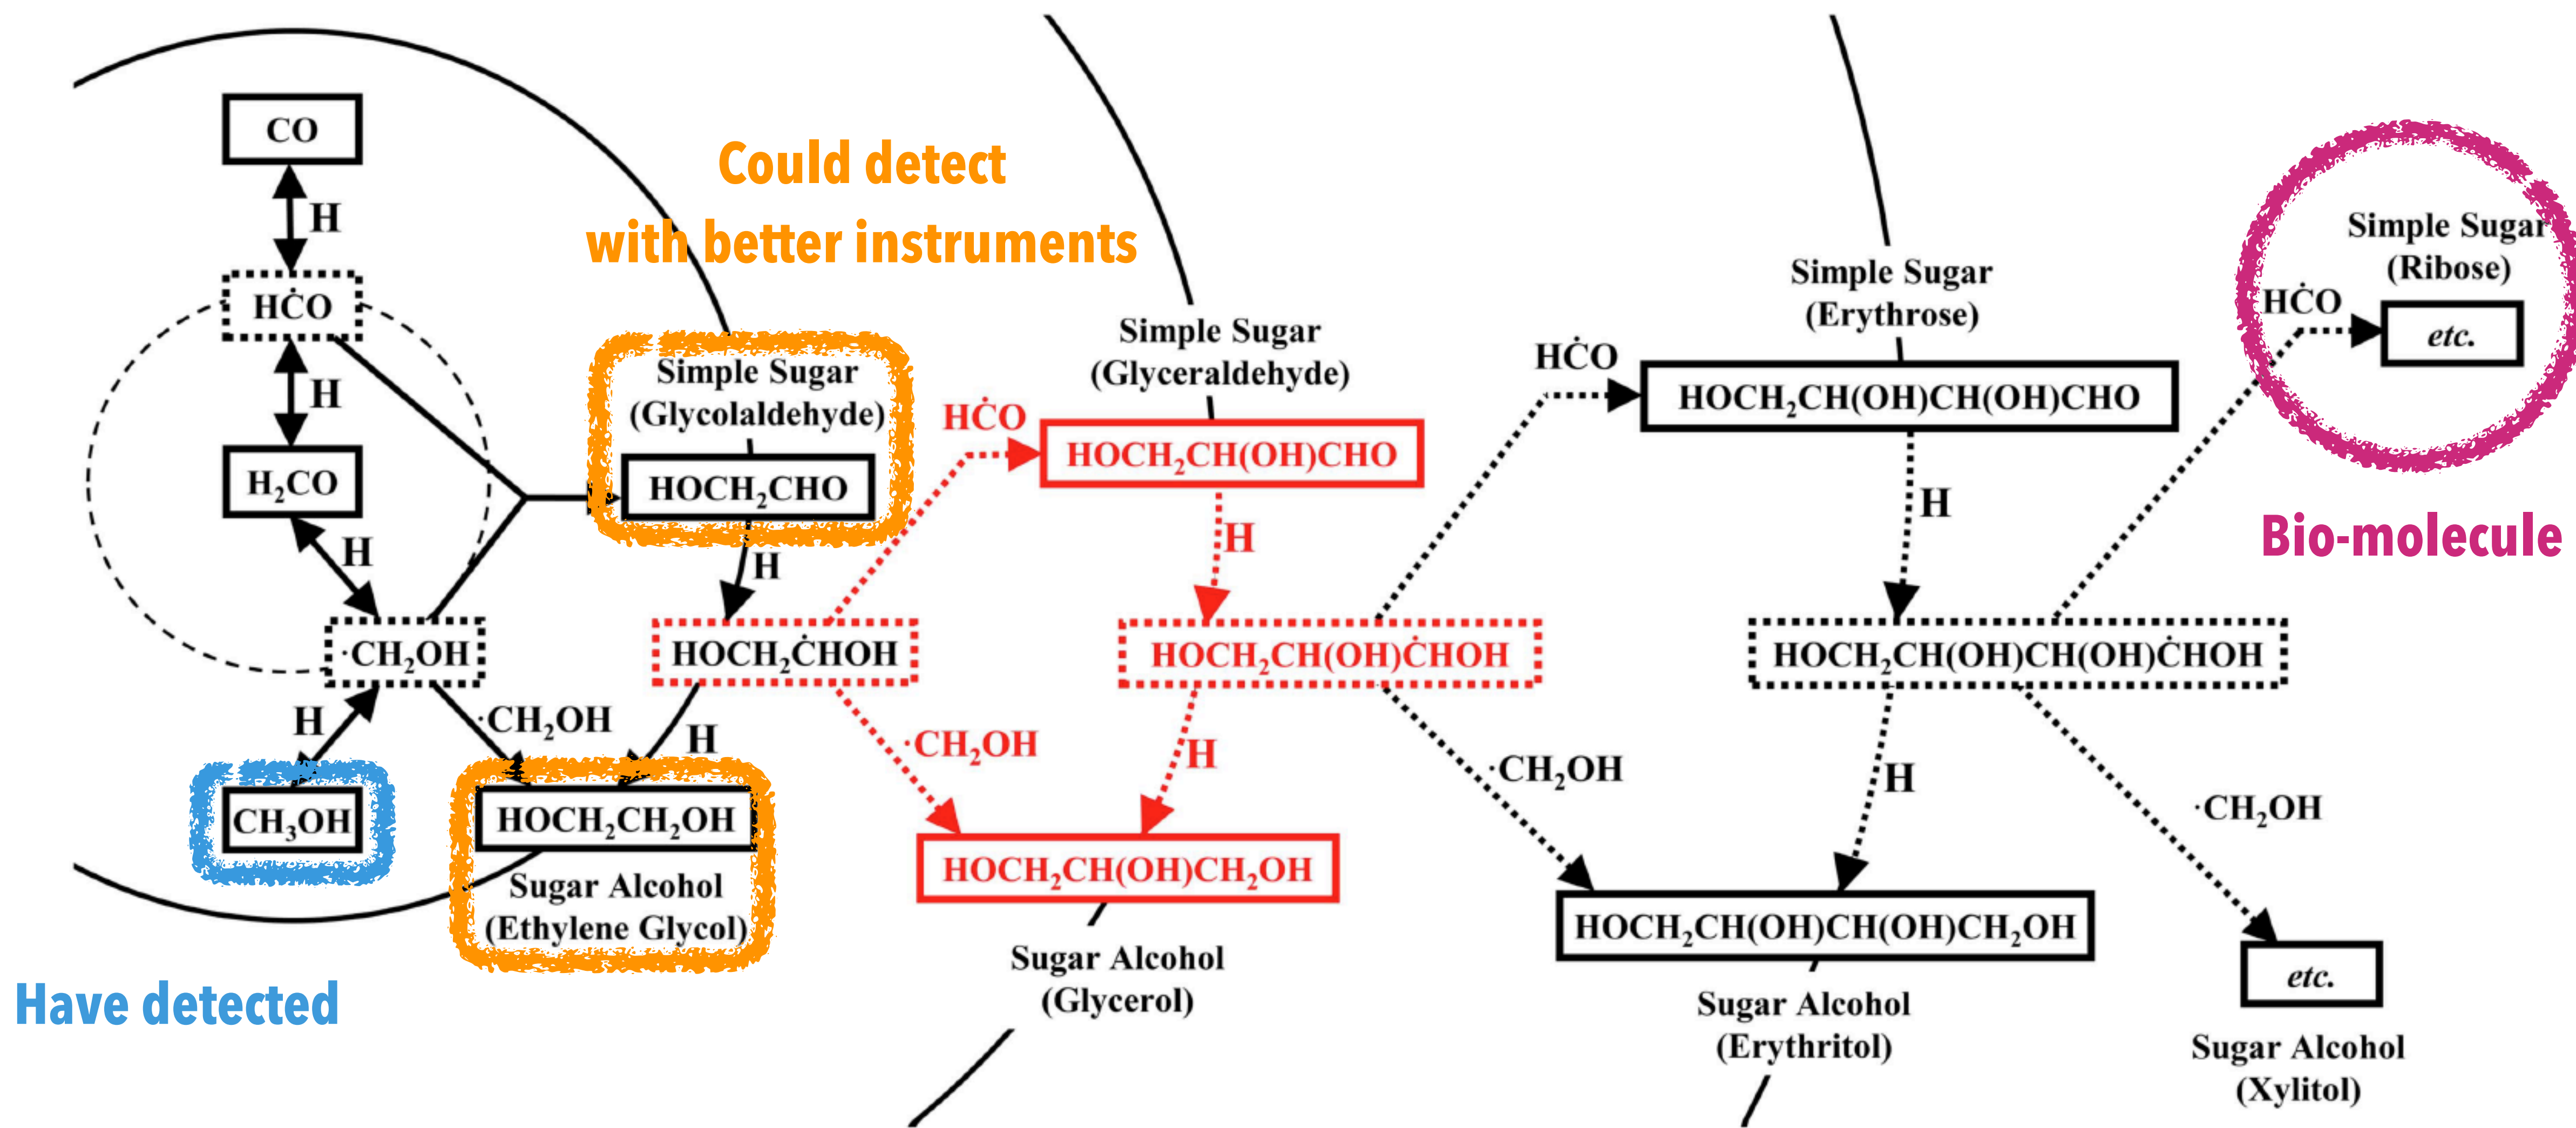 CO
H
HĊO
H
H₂CO
H
·CH₂OH
H
CH₃OH
Have detected
Could detect
with better instruments
Simple Sugar
(Glycolaldehyde)
HOCH₂CHO
H
HOCH₂ĊHOH
·CH₂OH
H
HOCH₂CH₂OH
Sugar Alcohol
(Ethylene Glycol)
HĊO
Simple Sugar
(Glyceraldehyde)
HOCH₂CH(OH)CHO
H
HOCH₂CH(OH)ĊHOH
·CH₂OH
H
HOCH₂CH(OH)CH₂OH
Sugar Alcohol
(Glycerol)
HĊO
Simple Sugar
(Erythrose)
HOCH₂CH(OH)CH(OH)CHO
H
HOCH₂CH(OH)CH(OH)ĊHOH
·CH₂OH
H
HOCH₂CH(OH)CH(OH)CH₂OH
Sugar Alcohol
(Erythritol)
Simple Sugar
(Ribose)
HĊO
etc.
Bio-molecule
·CH₂OH
etc.
Sugar Alcohol
(Xylitol)